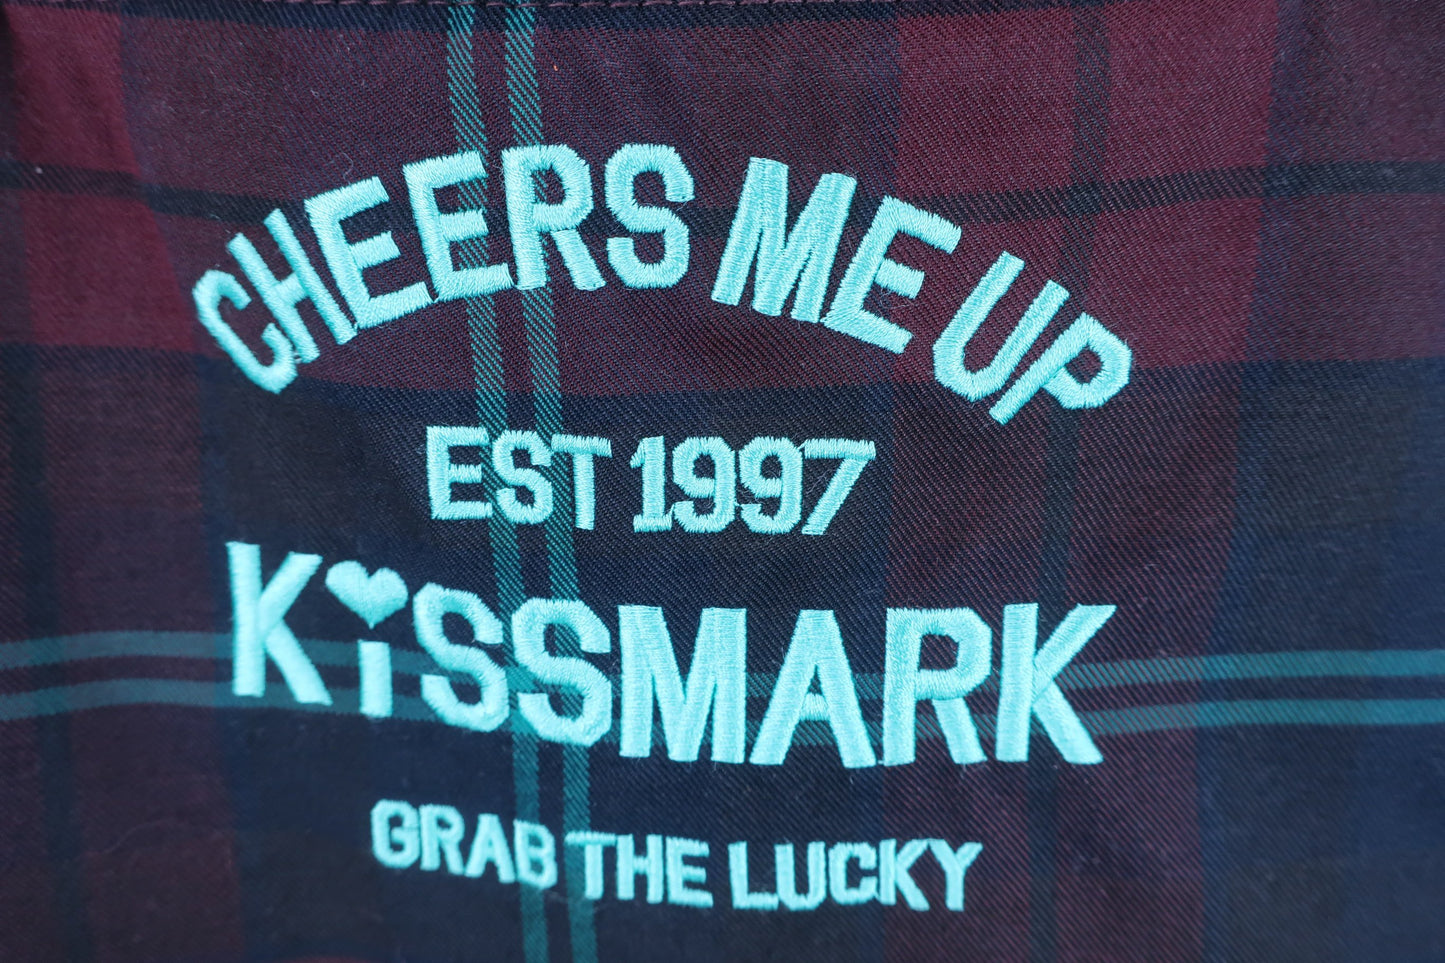 CHEERS ME UP
EST 1997
KiSSMARK
GRAB THE LUCKY